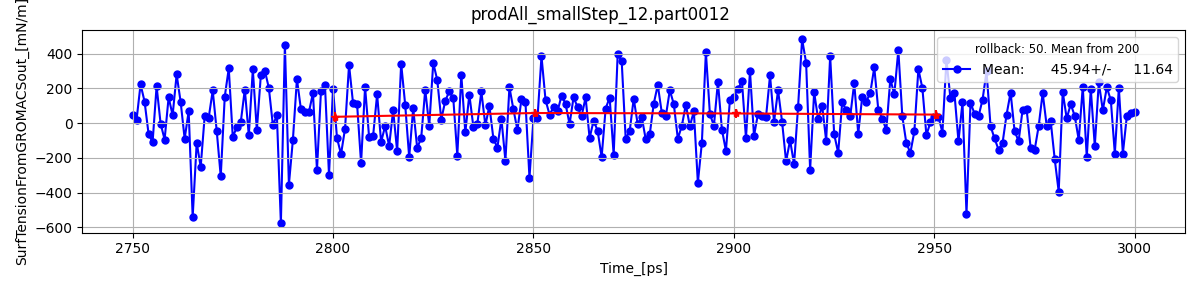 prodAll_smallStep_12.part0012
SurfTensionFromGROMACSout_[mN/m]
400
200
0
−200
−400
−600
rollback: 50. Mean from 200
Mean: 45.94+/- 11.64
2750
2800
2850
2900
2950
3000
Time_[ps]